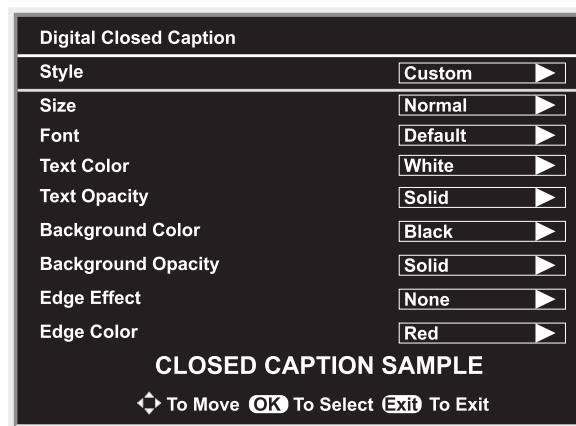 Digital Closed Caption
Style Custom
Size Normal
Font Default
Text Color White
Text Opacity Solid
Background Color Black
Background Opacity Solid
Edge Effect None
Edge Color Red
CLOSED CAPTION SAMPLE
To Move OK To Select Exit To Exit